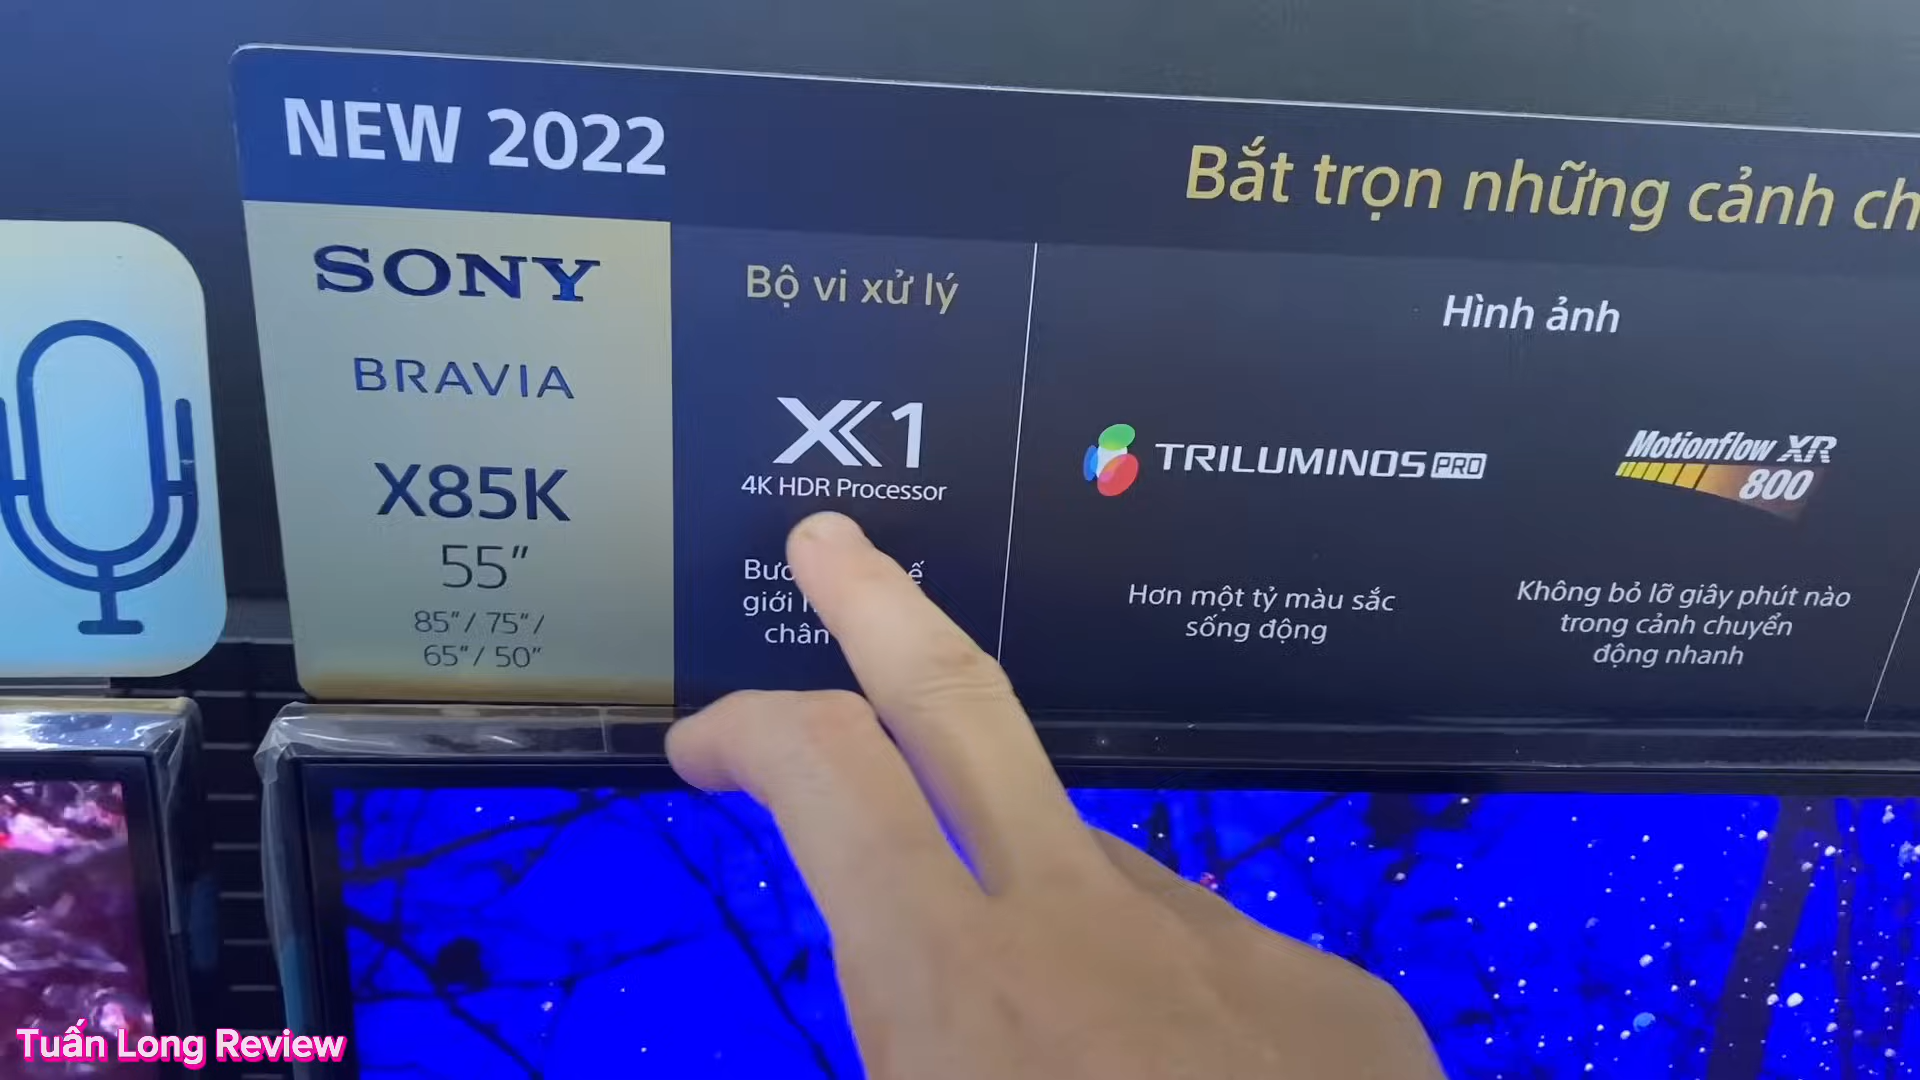 NEW 2022
Bắt trọn những cảnh ch
SONY
BRAVIA
X85K
55"
85"/ 75"/
65"/ 50"
Bộ vi xử lý
X1
4K HDR Processor
giới
chân
Hình ảnh
TRILUMINOS PRO
Hơn một tỷ màu sắc
sống động
Motionflow XR
800
Không bỏ lỡ giây phút nào
trong cảnh chuyển
động nhanh
Tuấn Long Review